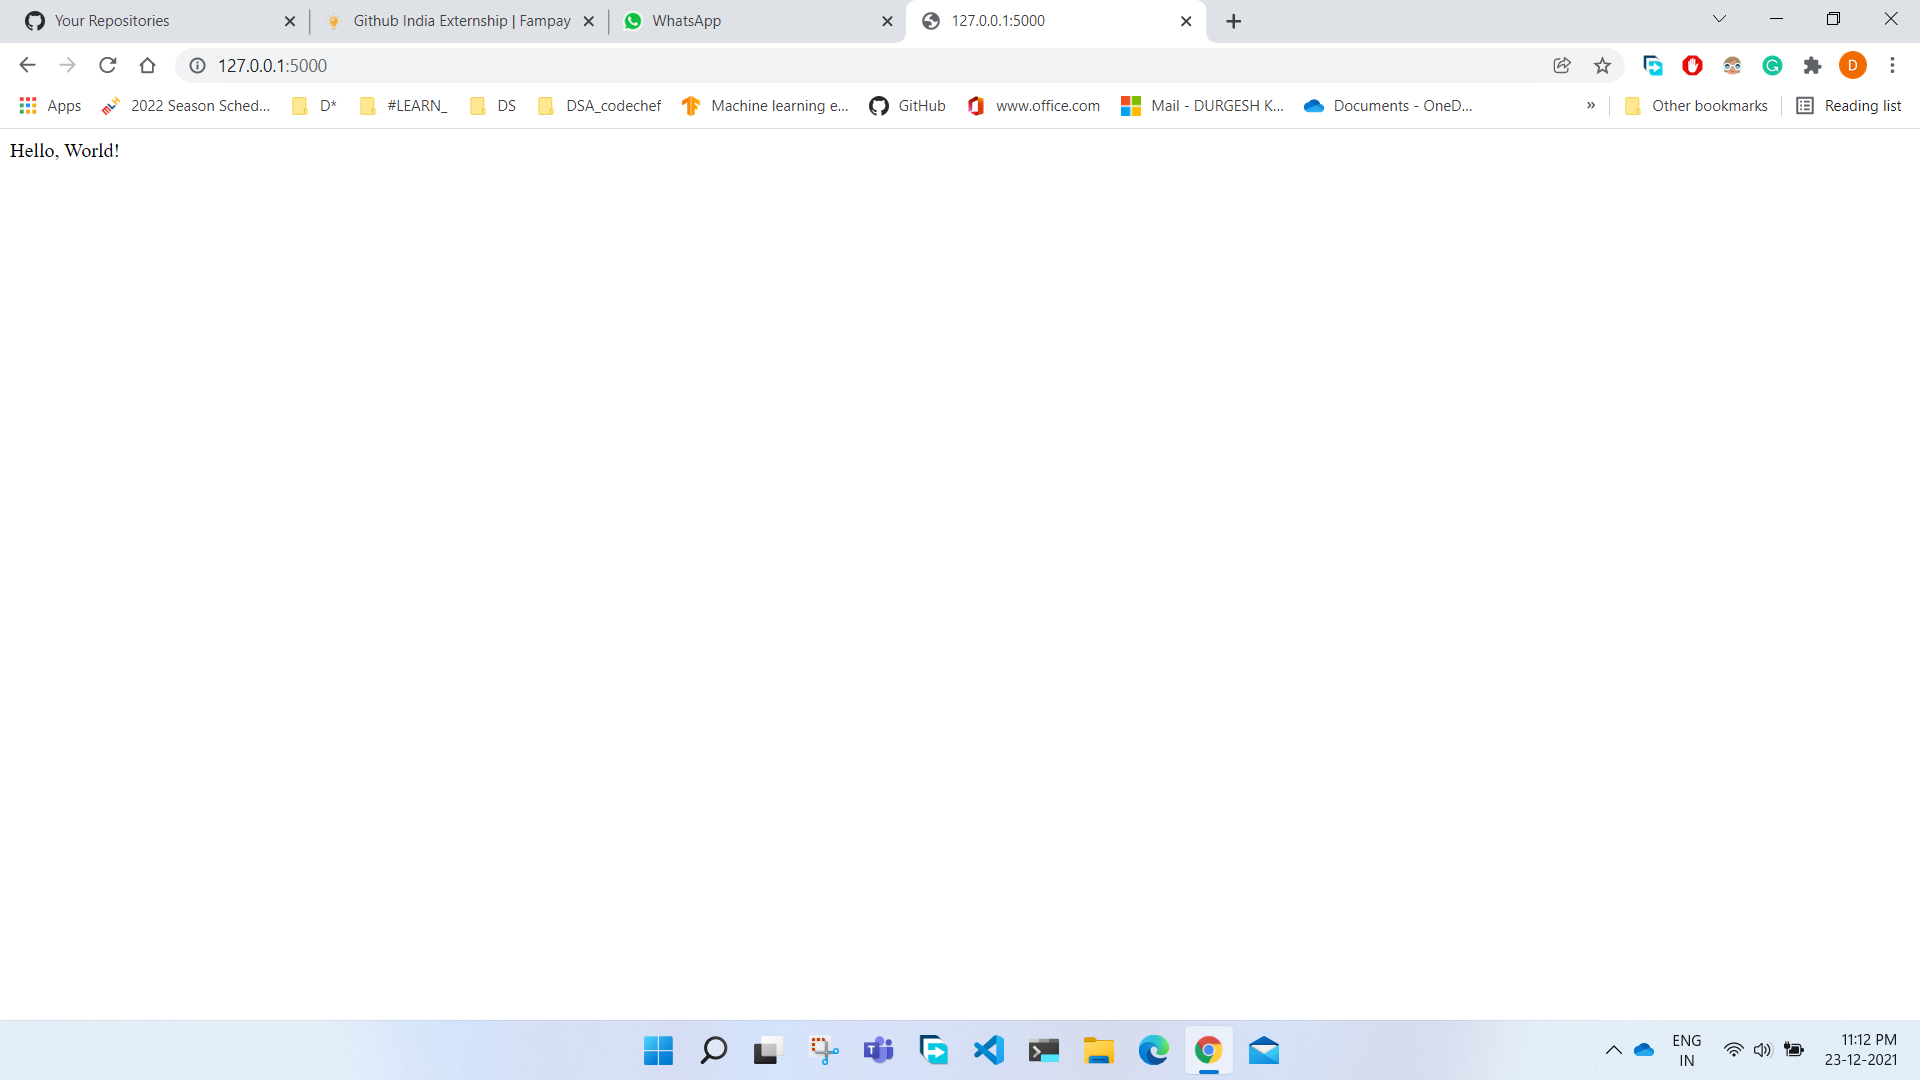 Your Repositories
Github India Externship | Fampay
WhatsApp
127.0.0.1:5000
127.0.0.1:5000
D
Apps
2022 Season Sched...
D*
#LEARN_
DS
DSA_codechef
Machine learning e...
GitHub
www.office.com
Mail - DURGESH K...
Documents - OneD...
»
Other bookmarks
Reading list
Hello, World!
ENG
IN
11:12 PM
23-12-2021